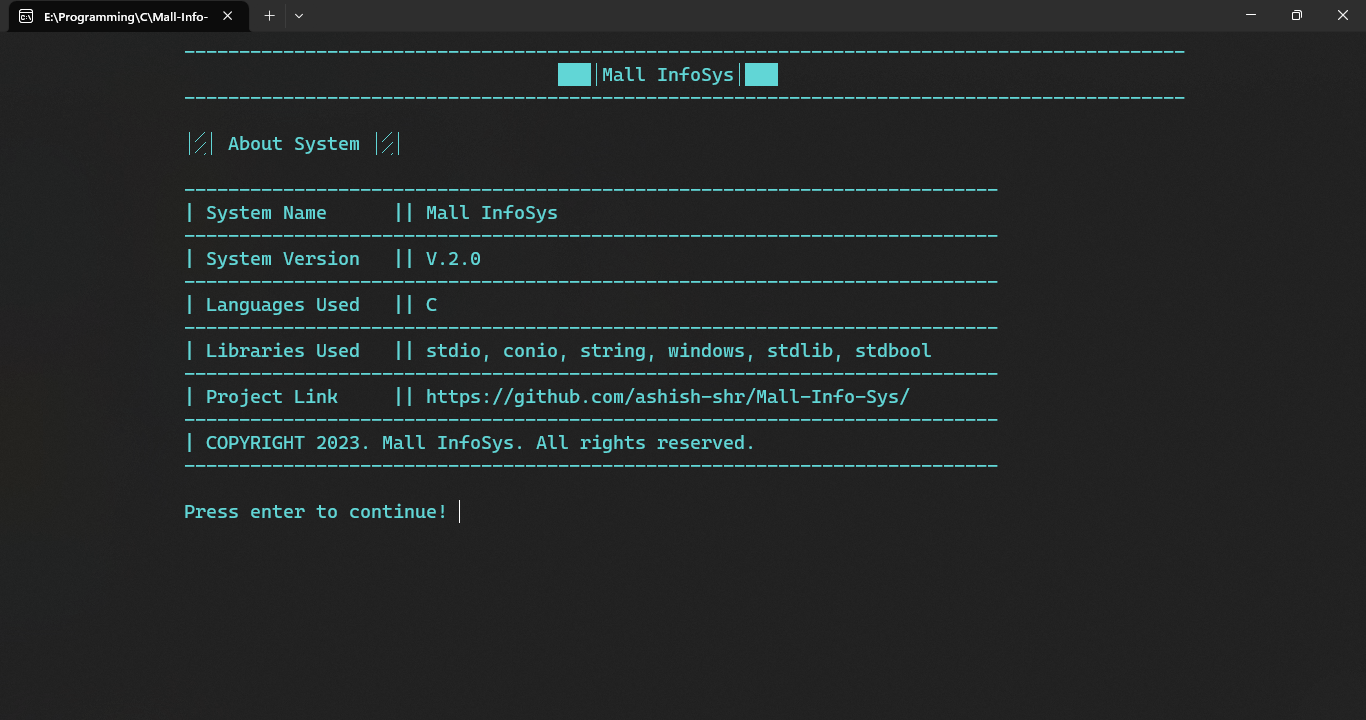 E:\Programming\C\Mall-Info-
Mall InfoSys
About System
| System Name || Mall InfoSys
| System Version || V.2.0
| Languages Used || C
| Libraries Used || stdio, conio, string, windows, stdlib, stdbool
| Project Link || https://github.com/ashish-shr/Mall-Info-Sys/
| COPYRIGHT 2023. Mall InfoSys. All rights reserved.
Press enter to continue!